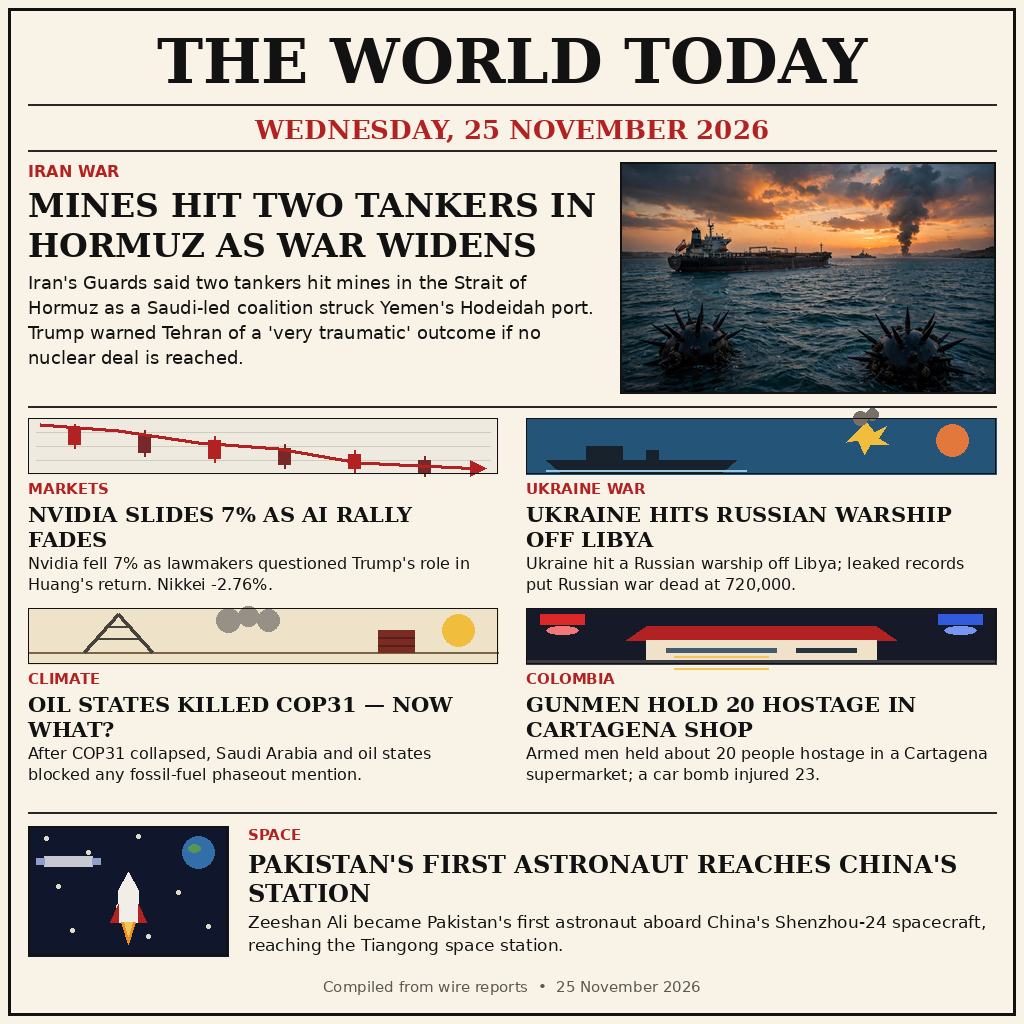 THE WORLD TODAY
WEDNESDAY, 25 NOVEMBER 2026
IRAN WAR
MINES HIT TWO TANKERS IN
HORMUZ AS WAR WIDENS
Iran's Guards said two tankers hit mines in the Strait of
Hormuz as a Saudi-led coalition struck Yemen's Hodeidah port.
Trump warned Tehran of a 'very traumatic' outcome if no
nuclear deal is reached.
MARKETS
NVIDIA SLIDES 7% AS AI RALLY
FADES
Nvidia fell 7% as lawmakers questioned Trump's role in
Huang's return. Nikkei -2.76%.
UKRAINE WAR
UKRAINE HITS RUSSIAN WARSHIP
OFF LIBYA
Ukraine hit a Russian warship off Libya; leaked records
put Russian war dead at 720,000.
CLIMATE
OIL STATES KILLED COP31 — NOW
WHAT?
After COP31 collapsed, Saudi Arabia and oil states
blocked any fossil-fuel phaseout mention.
COLOMBIA
GUNMEN HOLD 20 HOSTAGE IN
CARTAGENA SHOP
Armed men held about 20 people hostage in a Cartagena
supermarket; a car bomb injured 23.
SPACE
PAKISTAN'S FIRST ASTRONAUT REACHES CHINA'S
STATION
Zeeshan Ali became Pakistan's first astronaut aboard China's Shenzhou-24 spacecraft,
reaching the Tiangong space station.
Compiled from wire reports • 25 November 2026